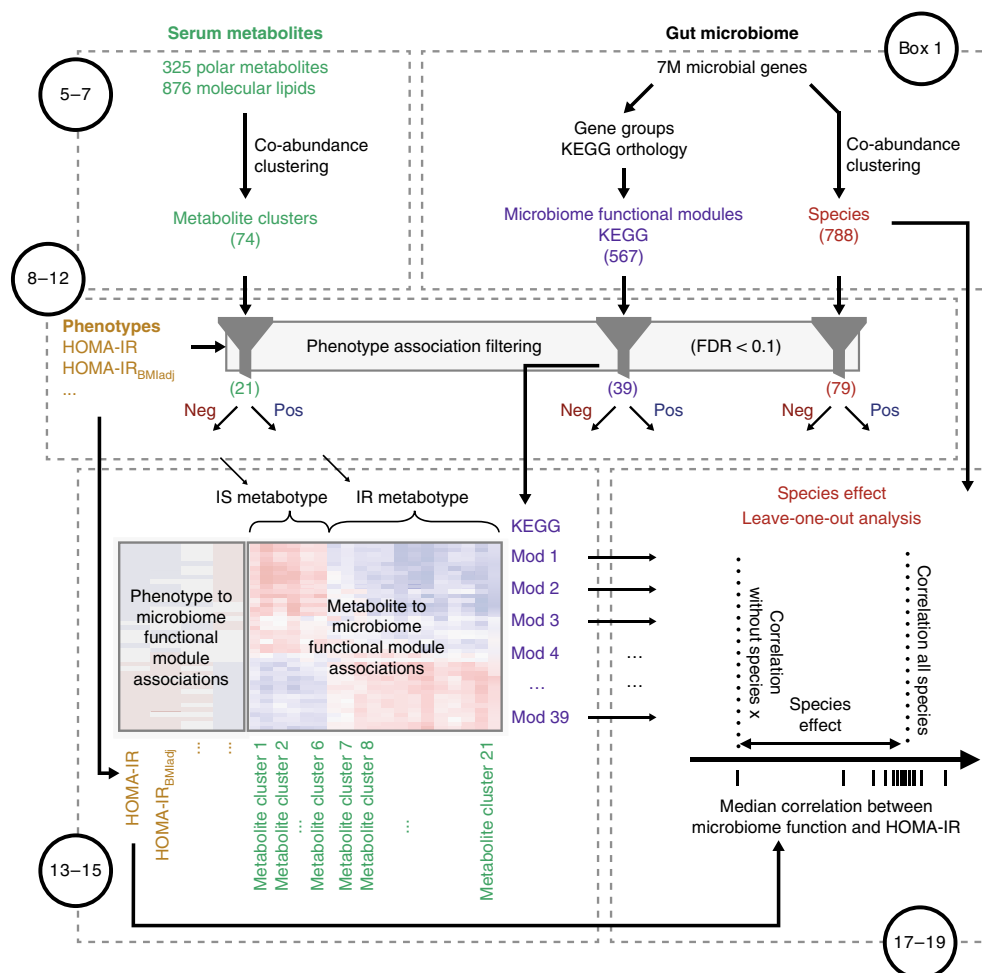 Serum metabolites
325 polar metabolites
876 molecular lipids
5–7
Co-abundance
clustering
Metabolite clusters
(74)
Gut microbiome
Box 1
7M microbial genes
Gene groups
KEGG orthology
Co-abundance
clustering
Microbiome functional modules
KEGG
(567)
Species
(788)
8–12
Phenotypes
HOMA-IR
HOMA-IRBMIadj
...
Phenotype association filtering
(FDR < 0.1)
(21)
Neg
Pos
(39)
Neg
Pos
(79)
Neg
Pos
IS metabotype
IR metabotype
KEGG
Mod 1
Mod 2
Mod 3
Mod 4
...
Mod 39
...
...
Phenotype to
microbiome
functional
module
associations
Metabolite to
microbiome
functional module
associations
HOMA-IR
HOMA-IRBMIadj
...
...
Metabolite cluster 1
Metabolite cluster 2
...
Metabolite cluster 6
Metabolite cluster 7
Metabolite cluster 8
...
Metabolite cluster 21
13–15
Species effect
Leave-one-out analysis
Correlation
without species x
Correlation all species
Species
effect
Median correlation between
microbiome function and HOMA-IR
17–19